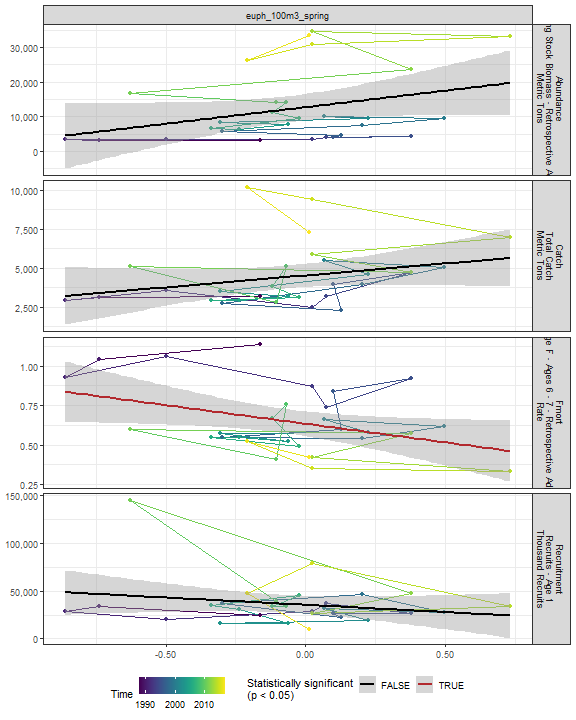 euph_100m3_spring
30,000
20,000
10,000
0
Abundance
Stock Biomass - Retrospective
Metric Tons
10,000
7,500
5,000
2,500
Catch
Total Catch
Metric Tons
1.00
0.75
0.50
0.25
Fmort
F - Ages 6 - 7 - Retrospective
Rate
150,000
100,000
50,000
0
Recruitment
Recruits - Age 1
Thousand Recruits
-0.50 0.00 0.50
Time
1990 2000 2010
Statistically significant
(p < 0.05)
FALSE TRUE